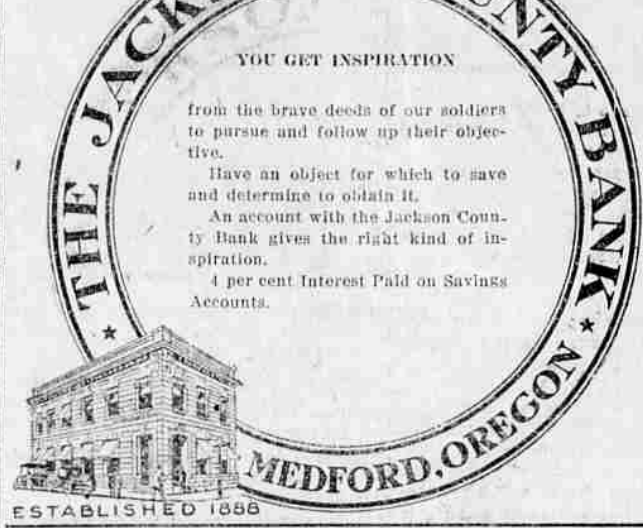 THE JACKS UNTY BANK
YOU GET INSPIRATION
from the brave deeds of our soldiers
to pursue and follow up their objec-
tive.
Have an object for which to save
and determine to obtain it.
An account with the Jackson Coun-
ty Bank gives the right kind of in-
spiration.
4 per cent Interest Paid on Savings
Accounts.
MEDFORD, OREGON
ESTABLISHED 1888